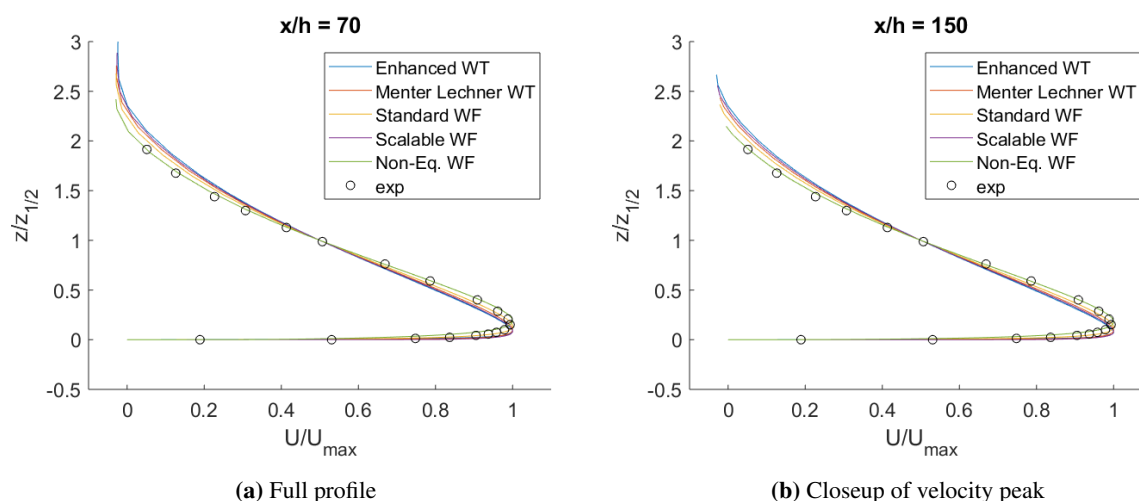 x/h = 70
3
2.5
2
1.5
1
0.5
0
-0.5
z/z1/2
0 0.2 0.4 0.6 0.8 1
U/Umax
Enhanced WT
Menter Lechner WT
Standard WF
Scalable WF
Non-Eq. WF
exp
(a) Full profile
x/h = 150
3
2.5
2
1.5
1
0.5
0
-0.5
z/z1/2
0 0.2 0.4 0.6 0.8 1
U/Umax
Enhanced WT
Menter Lechner WT
Standard WF
Scalable WF
Non-Eq. WF
exp
(b) Closeup of velocity peak